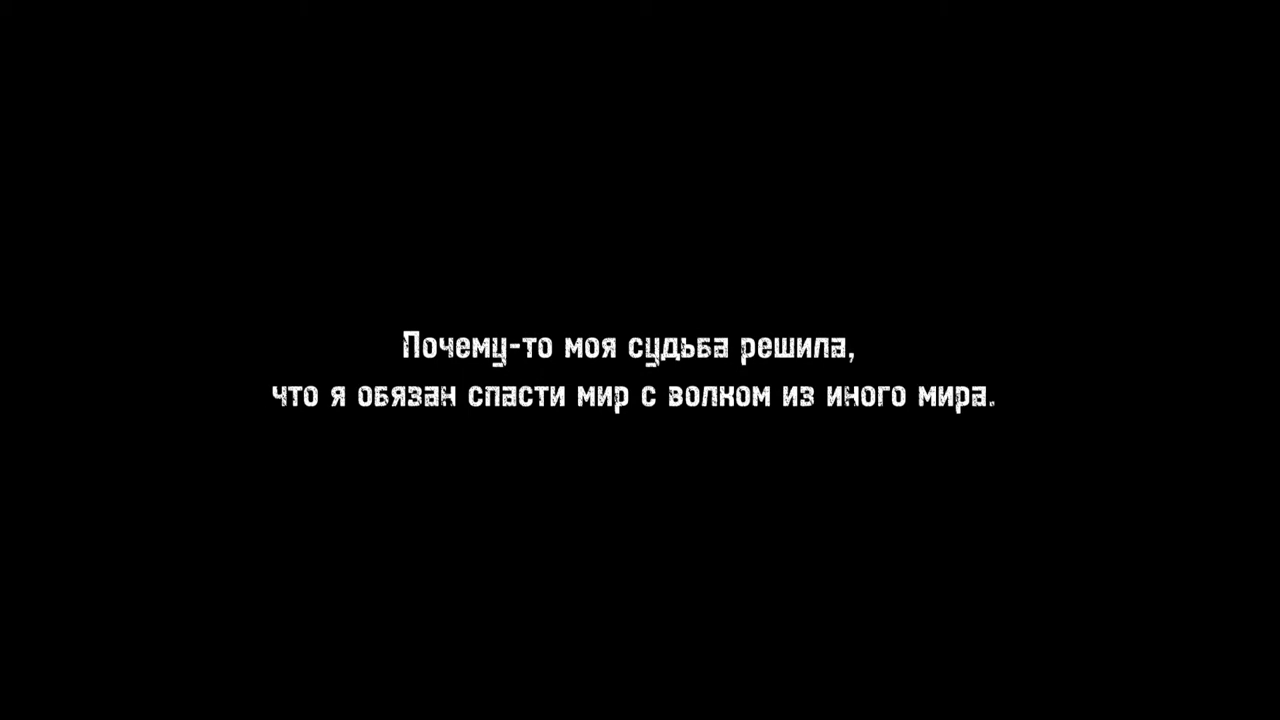 Почему-то моя судьба решила,
что я обязан спасти мир с волком из иного мира.